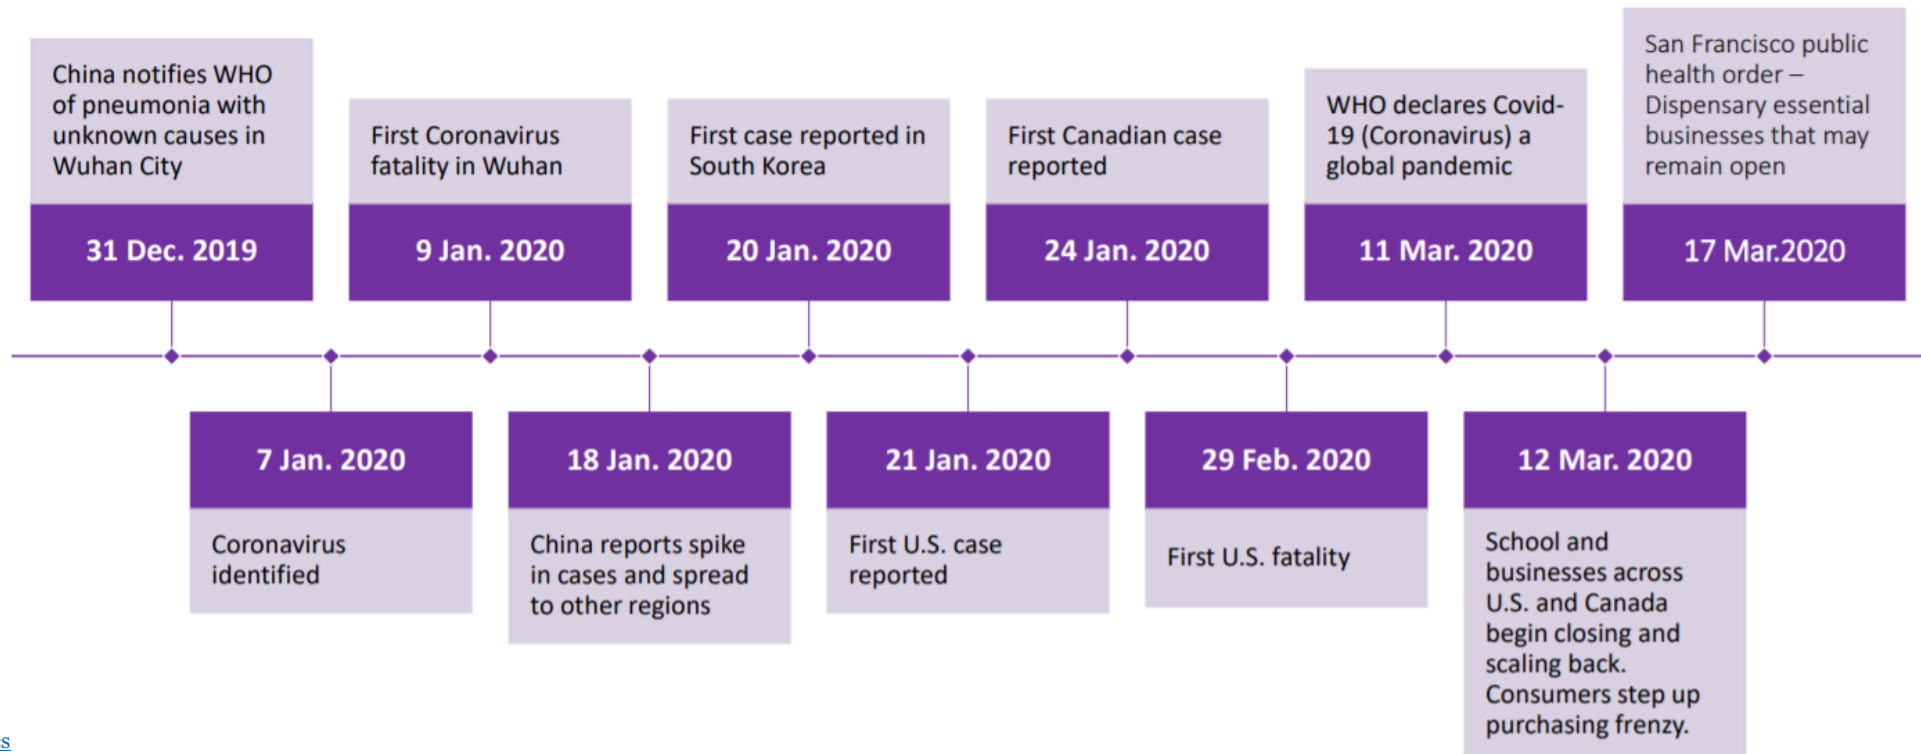 China notifies WHO
of pneumonia with
unknown causes in
Wuhan City
31 Dec. 2019
7 Jan. 2020
Coronavirus
identified
First Coronavirus
fatality in Wuhan
9 Jan. 2020
18 Jan. 2020
China reports spike
in cases and spread
to other regions
First case reported in
South Korea
20 Jan. 2020
21 Jan. 2020
First U.S. case
reported
First Canadian case
reported
24 Jan. 2020
29 Feb. 2020
First U.S. fatality
WHO declares Covid-
19 (Coronavirus) a
global pandemic
11 Mar. 2020
12 Mar. 2020
School and
businesses across
U.S. and Canada
begin closing and
scaling back.
Consumers step up
purchasing frenzy.
San Francisco public
health order –
Dispensary essential
businesses that may
remain open
17 Mar.2020